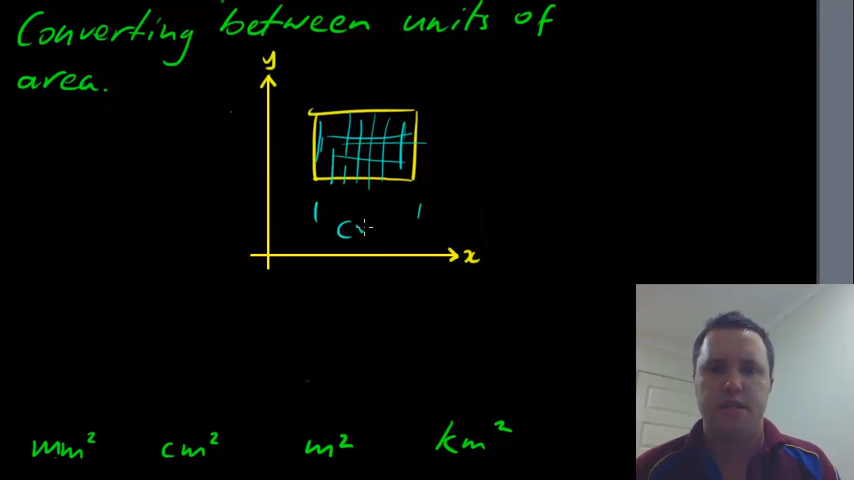 Converting between units of
area.
y
x
mm² cm² m² km²